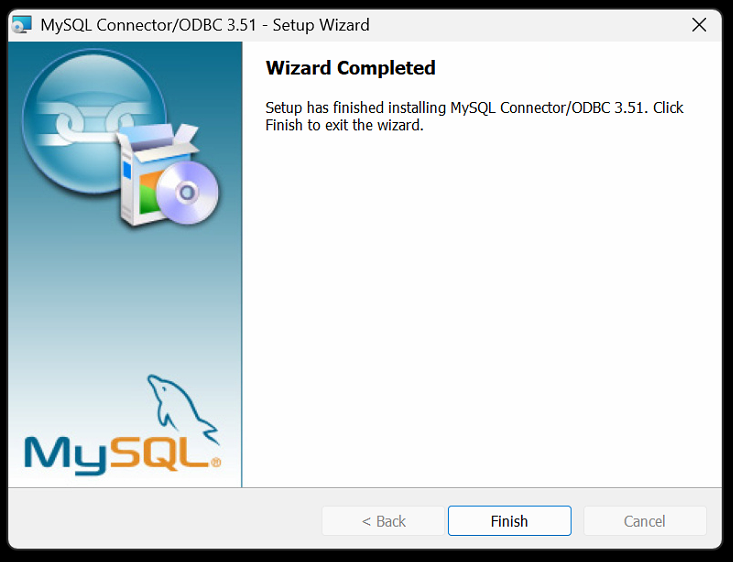 MySQL Connector/ODBC 3.51 - Setup Wizard
Wizard Completed
Setup has finished installing MySQL Connector/ODBC 3.51. Click
Finish to exit the wizard.
MySQL®
< Back
Finish
Cancel